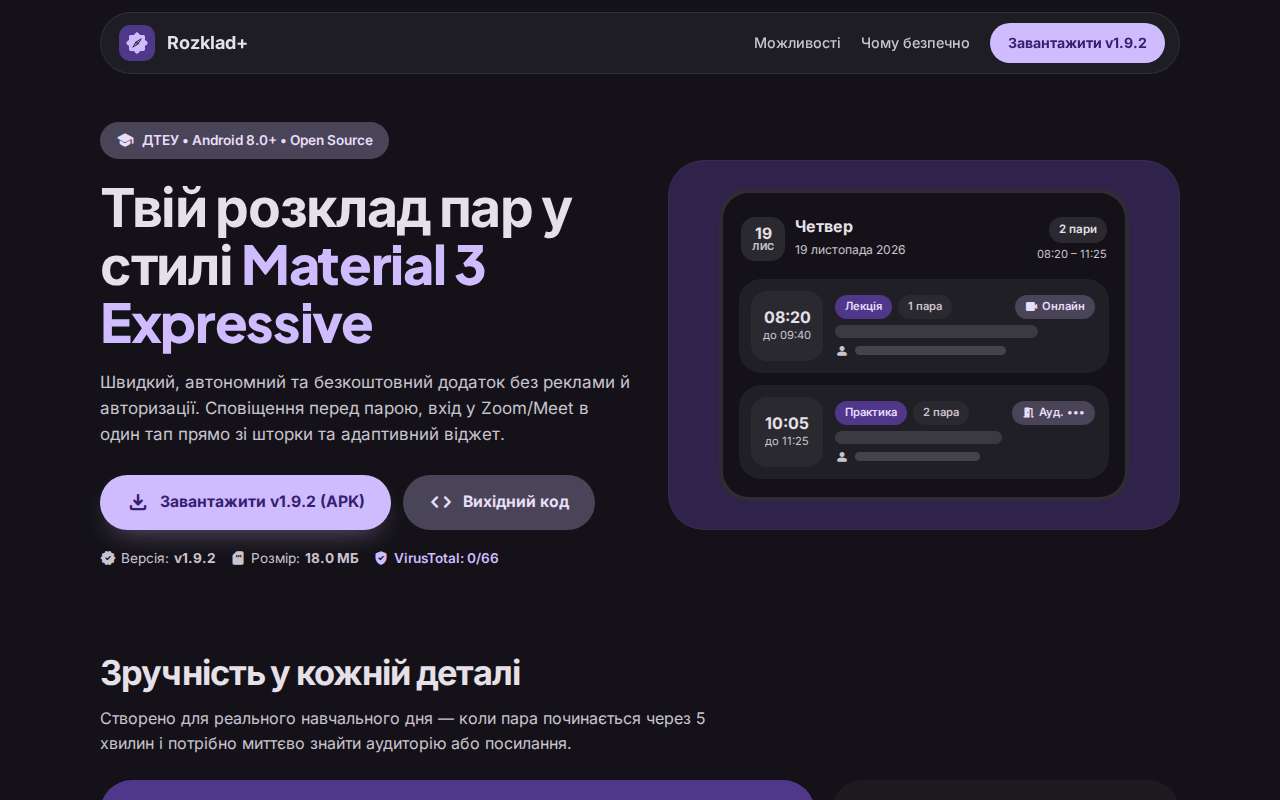 Rozklad+
Можливості
Чому безпечно
Завантажити v1.9.2
ДТЕУ • Android 8.0+ • Open Source
Твій розклад пар у
стилі Material 3
Expressive
Швидкий, автономний та безкоштовний додаток без реклами й
авторизації. Сповіщення перед парою, вхід у Zoom/Meet в
один тап прямо зі шторки та адаптивний віджет.
Завантажити v1.9.2 (APK)
Вихідний код
Версія: v1.9.2
Розмір: 18.0 МБ
VirusTotal: 0/66
19
ЛИС
Четвер
19 листопада 2026
2 пари
08:20 – 11:25
08:20
до 09:40
Лекція
1 пара
Онлайн
10:05
до 11:25
Практика
2 пара
Ауд. •••
Зручність у кожній деталі
Створено для реального навчального дня — коли пара починається через 5
хвилин і потрібно миттєво знайти аудиторію або посилання.